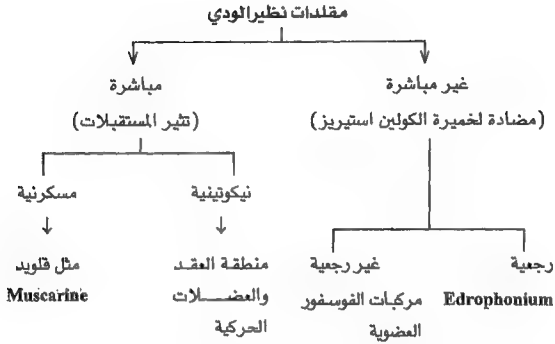 مقلدات نظير الودي
غير مباشرة
مباشرة
(مضادة لخميرة الكولين استيريز)
(تثير المستقبلات)
نيكوتينية
مسكرنية
رجعية
غير رجعية
منطقة العقد
مثل قلويد
Edrophonium
مركبات الفوسفور
والعضـــلات
Muscarine
العضوية
الحركية